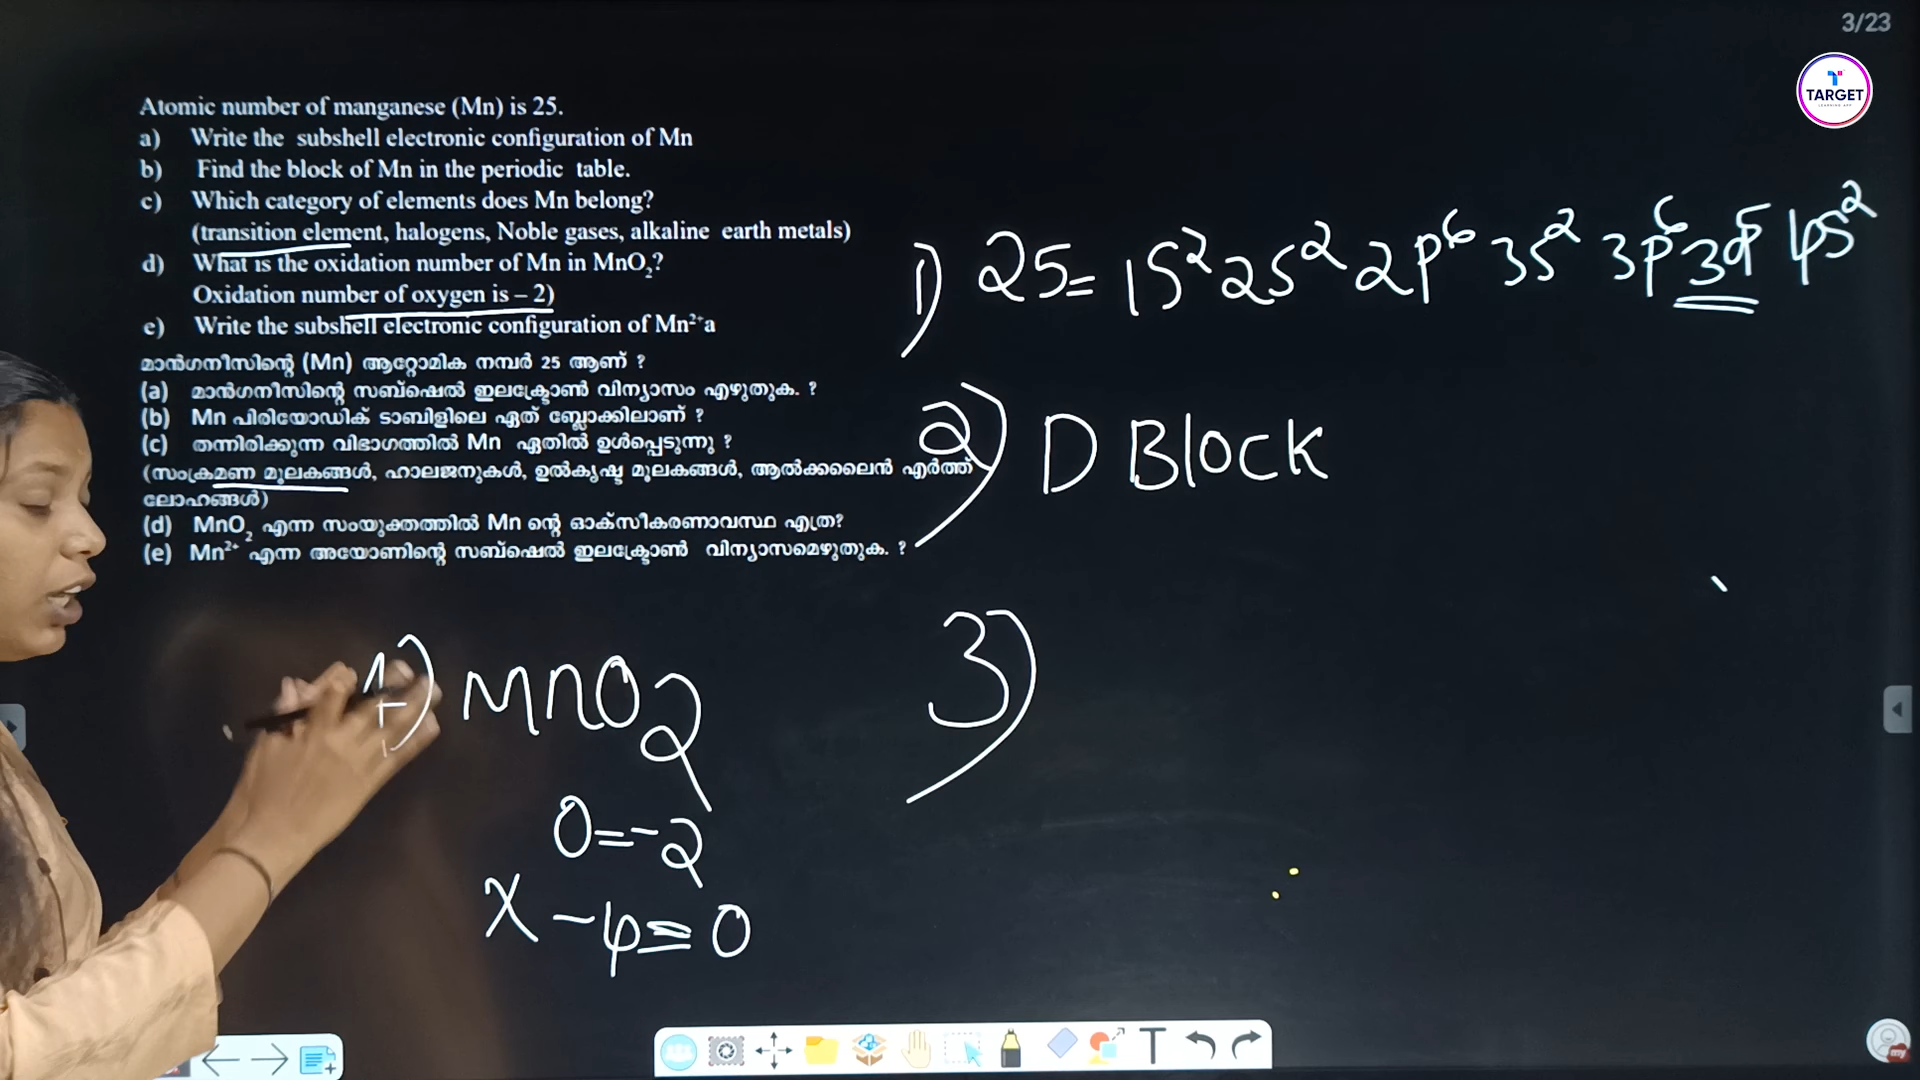 3/23
TARGET
LEARNING APP
Atomic number of manganese (Mn) is 25.
a) Write the subshell electronic configuration of Mn
b) Find the block of Mn in the periodic table.
c) Which category of elements does Mn belong?
(transition element, halogens, Noble gases, alkaline earth metals)
d) What is the oxidation number of Mn in MnO₂?
Oxidation number of oxygen is – 2)
e) Write the subshell electronic configuration of Mn²⁺a
മാൻഗനീസിന്റെ (Mn) ആറ്റോമിക നമ്പർ 25 ആണ് ?
(a) മാൻഗനീസിന്റെ സബ്ഷെൽ ഇലക്ട്രോൺ വിന്യാസം എഴുതുക. ?
(b) Mn പിരിയോഡിക് ടാബിളിലെ ഏത് ബ്ലോക്കിലാണ് ?
(c) തന്നിരിക്കുന്ന വിഭാഗത്തിൽ Mn ഏതിൽ ഉൾപ്പെടുന്നു ?
(സംക്രമണ മൂലകങ്ങൾ, ഹാലജനുകൾ, ഉൽകൃഷ്ട മൂലകങ്ങൾ, ആൽക്കലൈൻ എർത്ത്
ലോഹങ്ങൾ)
(d) MnO₂ എന്ന സംയുക്തത്തിൽ Mn ന്റെ ഓക്സീകരണാവസ്ഥ എത്ര?
(e) Mn²⁺ എന്ന അയോണിന്റെ സബ്ഷെൽ ഇലക്ട്രോൺ വിന്യാസമെഴുതുക. ?
1) 25= 1S² 2S² 2P⁶ 3S² 3P⁶ 3d⁵ 4S²
2) D Block
3)
4) MnO₂
O=-2
X -4= 0
T
my